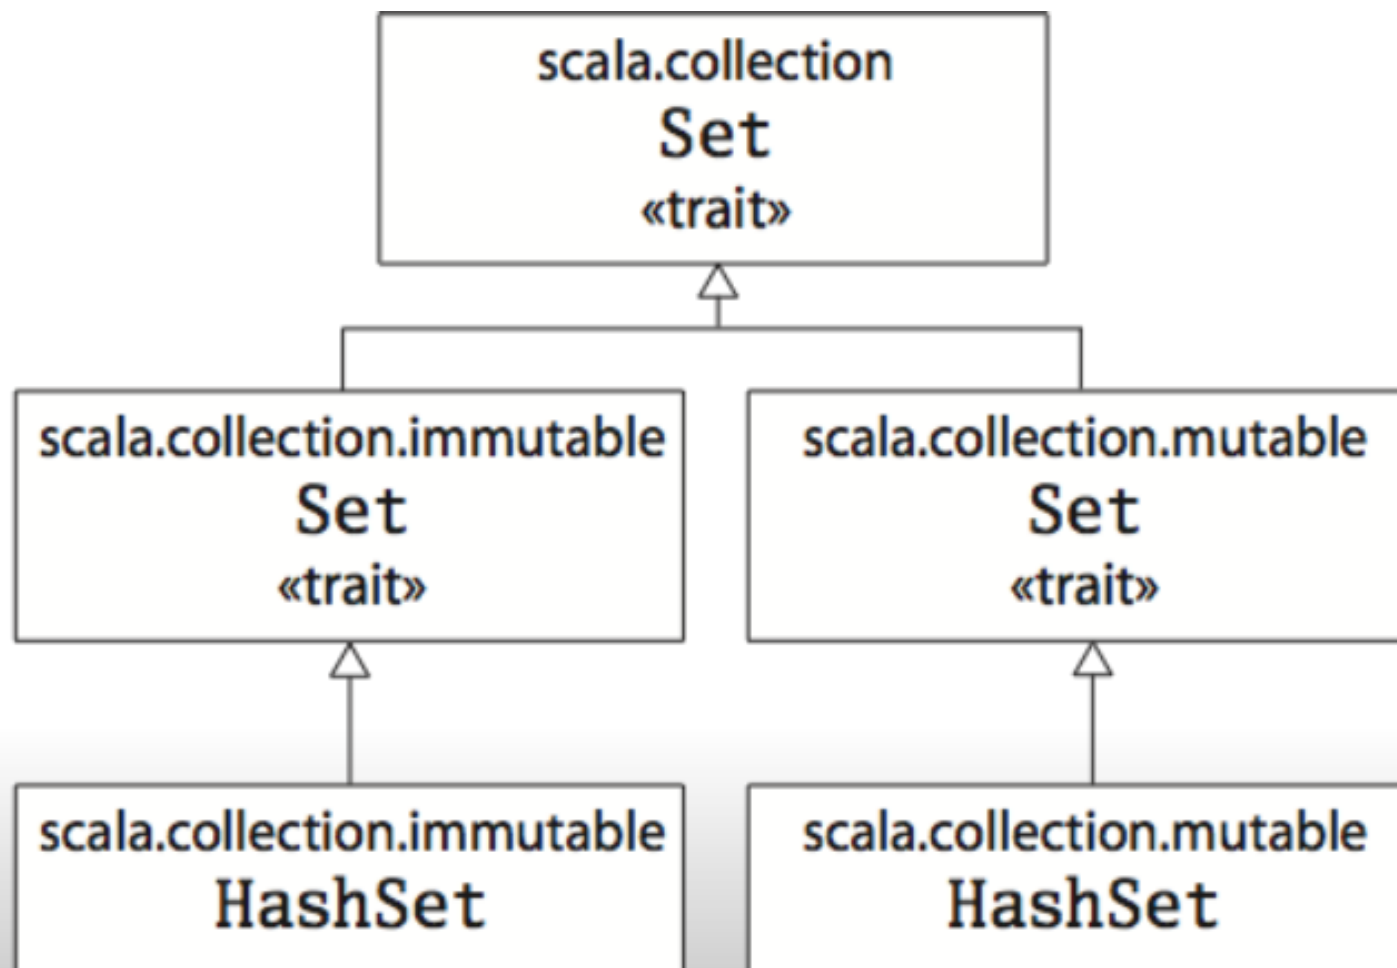 scala.collection
Set
«trait»
scala.collection.immutable
Set
«trait»
scala.collection.mutable
Set
«trait»
scala.collection.immutable
HashSet
scala.collection.mutable
HashSet